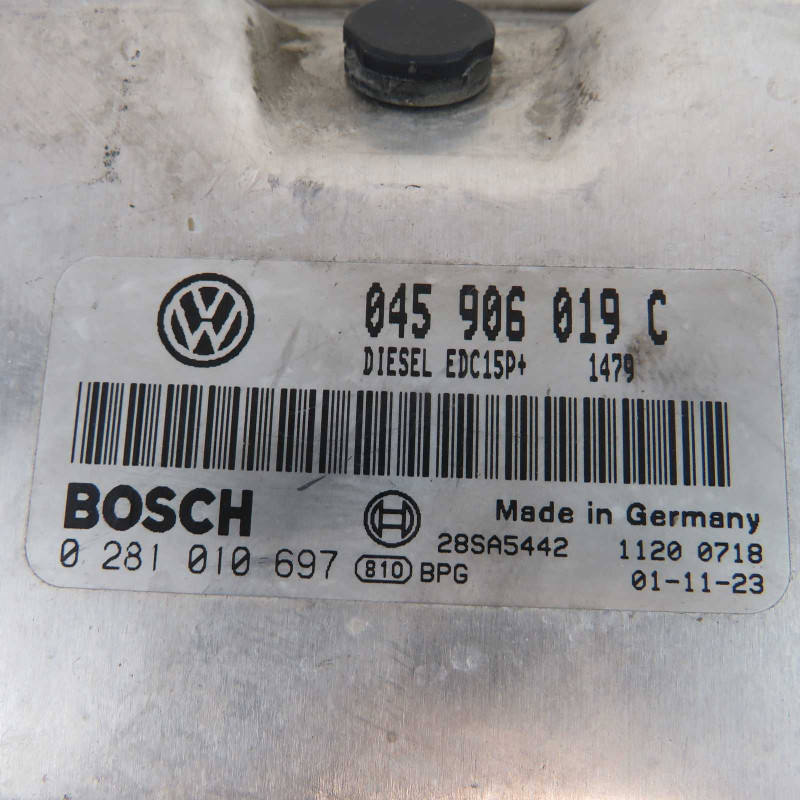 045 906 019 C
DIESEL EDC15P+ 1479
BOSCH
Made in Germany
0 281 010 697
28SA5442 1120 0718
810 BPG
01-11-23